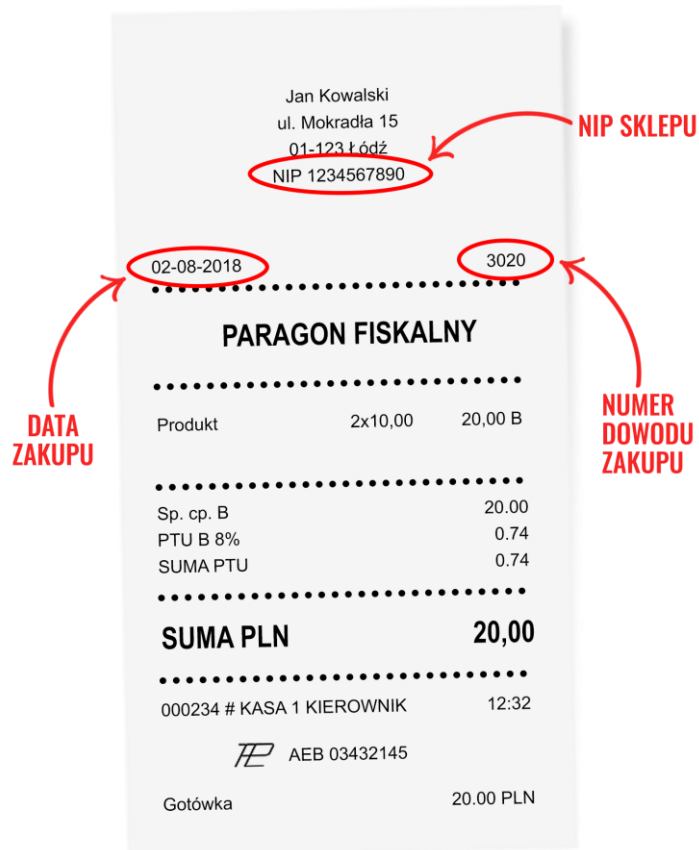 Jan Kowalski
ul. Mokradła 15
01-123 Łódź
NIP 1234567890
NIP SKLEPU
02-08-2018 3020
PARAGON FISKALNY
DATA
ZAKUPU
NUMER
DOWODU
ZAKUPU
Produkt 2x10,00 20,00 B
Sp. cp. B 20.00
PTU B 8% 0.74
SUMA PTU 0.74
SUMA PLN 20,00
000234 # KASA 1 KIEROWNIK 12:32
AEB 03432145
Gotówka 20.00 PLN